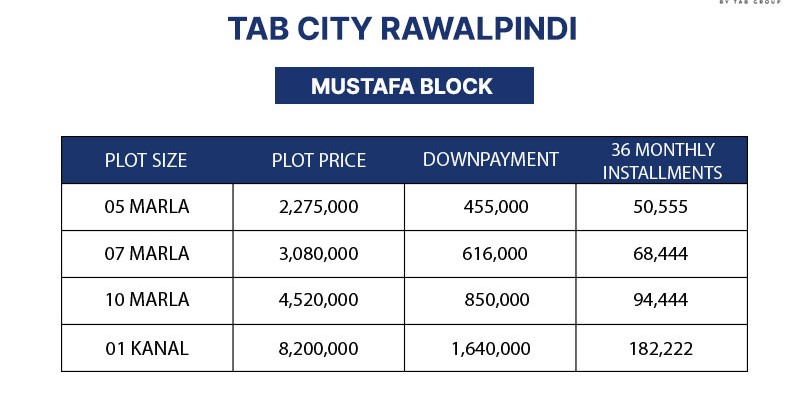 BY TAB GROUP
TAB CITY RAWALPINDI
MUSTAFA BLOCK
PLOT SIZE PLOT PRICE DOWNPAYMENT 36 MONTHLY INSTALLMENTS
05 MARLA 2,275,000 455,000 50,555
07 MARLA 3,080,000 616,000 68,444
10 MARLA 4,520,000 850,000 94,444
01 KANAL 8,200,000 1,640,000 182,222